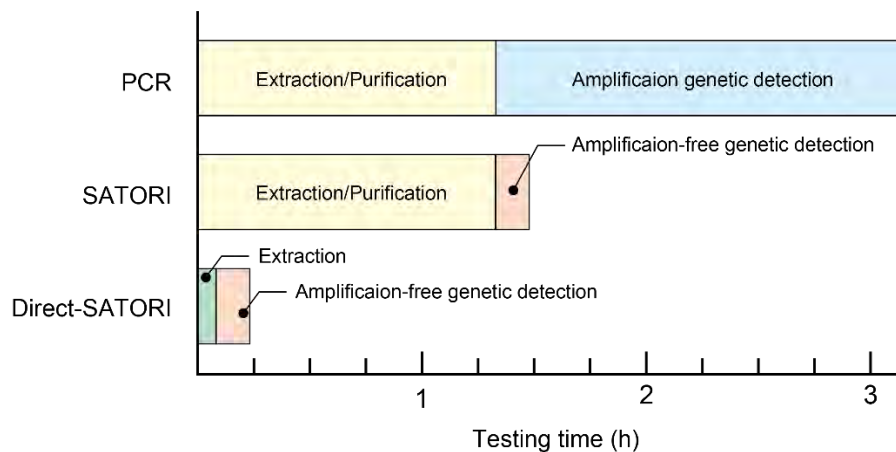 PCR
Extraction/Purification
Amplificaion genetic detection
Amplificaion-free genetic detection
SATORI
Extraction/Purification
Extraction
Direct-SATORI
Amplificaion-free genetic detection
1
2
3
Testing time (h)